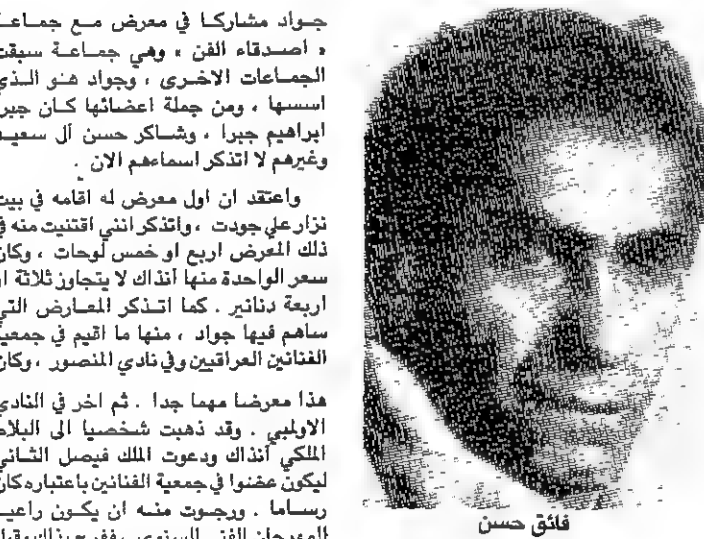 جواد مشاركا في معرض مع جماعة
« اصدقاء الفن » وهي جماعة سبقت
الجماعات الاخرى ، وجواد هو الذي
اسسها ، ومن جملة اعضائها كان جبرا
ابراهيم جبرا ، وشاكر حسن آل سعيد
وغيرهم لا اتذكر اسماءهم الان .
واعتقد ان اول معرض له اقامه في بيت
نزار علي جودت ، واتذكر انني اقتنيت منه في
ذلك المعرض اربع او خمس لوحات ، وكان
سعر الواحدة منها آنذاك لا يتجاوز ثلاثة او
اربعة دنانير . كما اتذكر المعارض التي
ساهم فيها جواد ، منها ما اقيم في جمعية
الفنانين العراقيين وفي نادي المنصور ، وكان
هذا معرضا مهما جدا . ثم اخر في النادي
الاولمبي . وقد ذهبت شخصيا الى البلاط
الملكي آنذاك ودعوت الملك فيصل الثاني
ليكون عضوا في جمعية الفنانين باعتباره كان
رساما . ورجوت منه ان يكون راعيا
للمهرجان الفني السنوي
فائق حسن